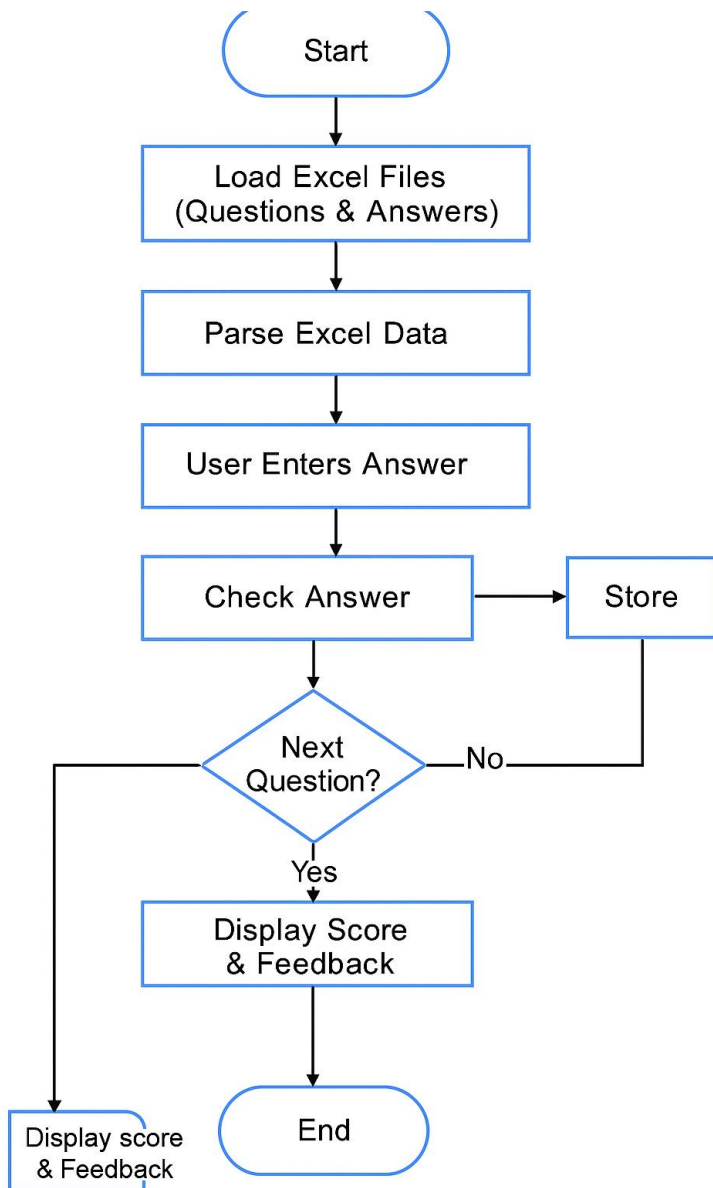 Start
Load Excel Files
(Questions & Answers)
Parse Excel Data
User Enters Answer
Check Answer
Store
Next
Question?
No
Yes
Display Score
& Feedback
End
Display score
& Feedback